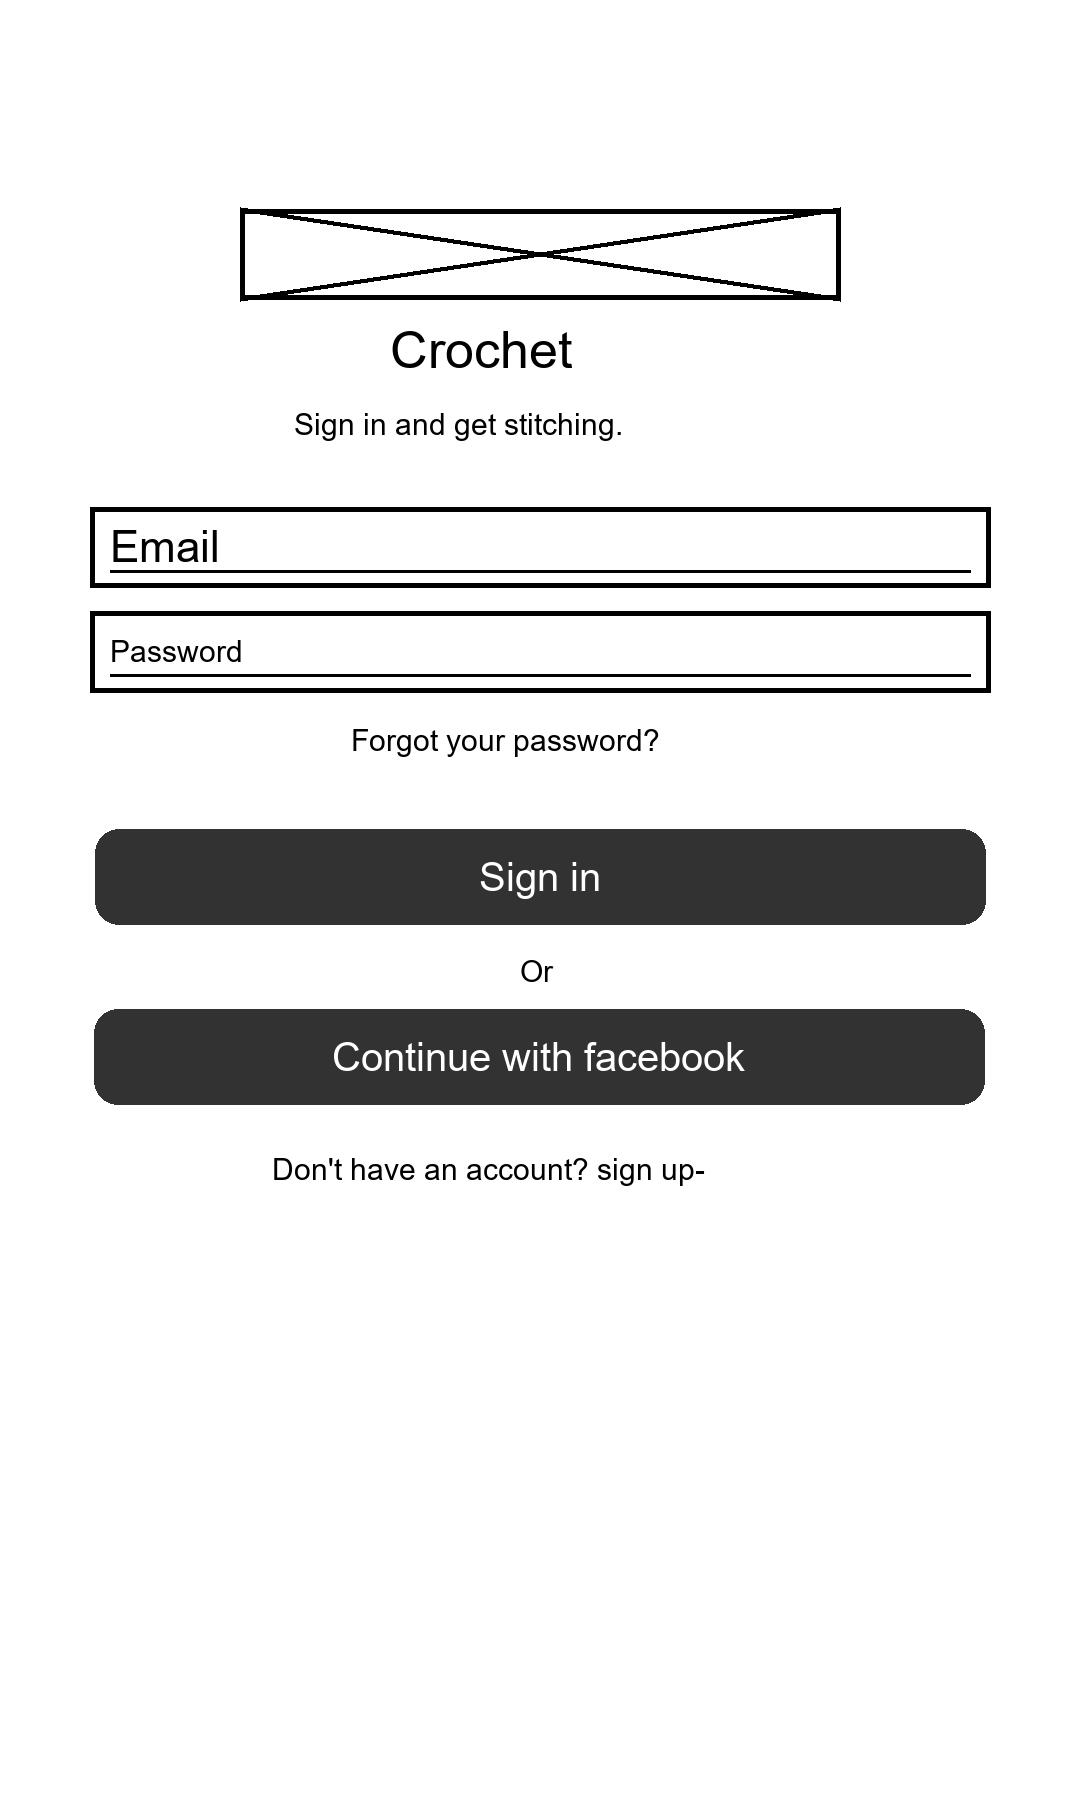 Crochet
Sign in and get stitching.
Email
Password
Forgot your password?
Sign in
Or
Continue with facebook
Don't have an account? sign up-